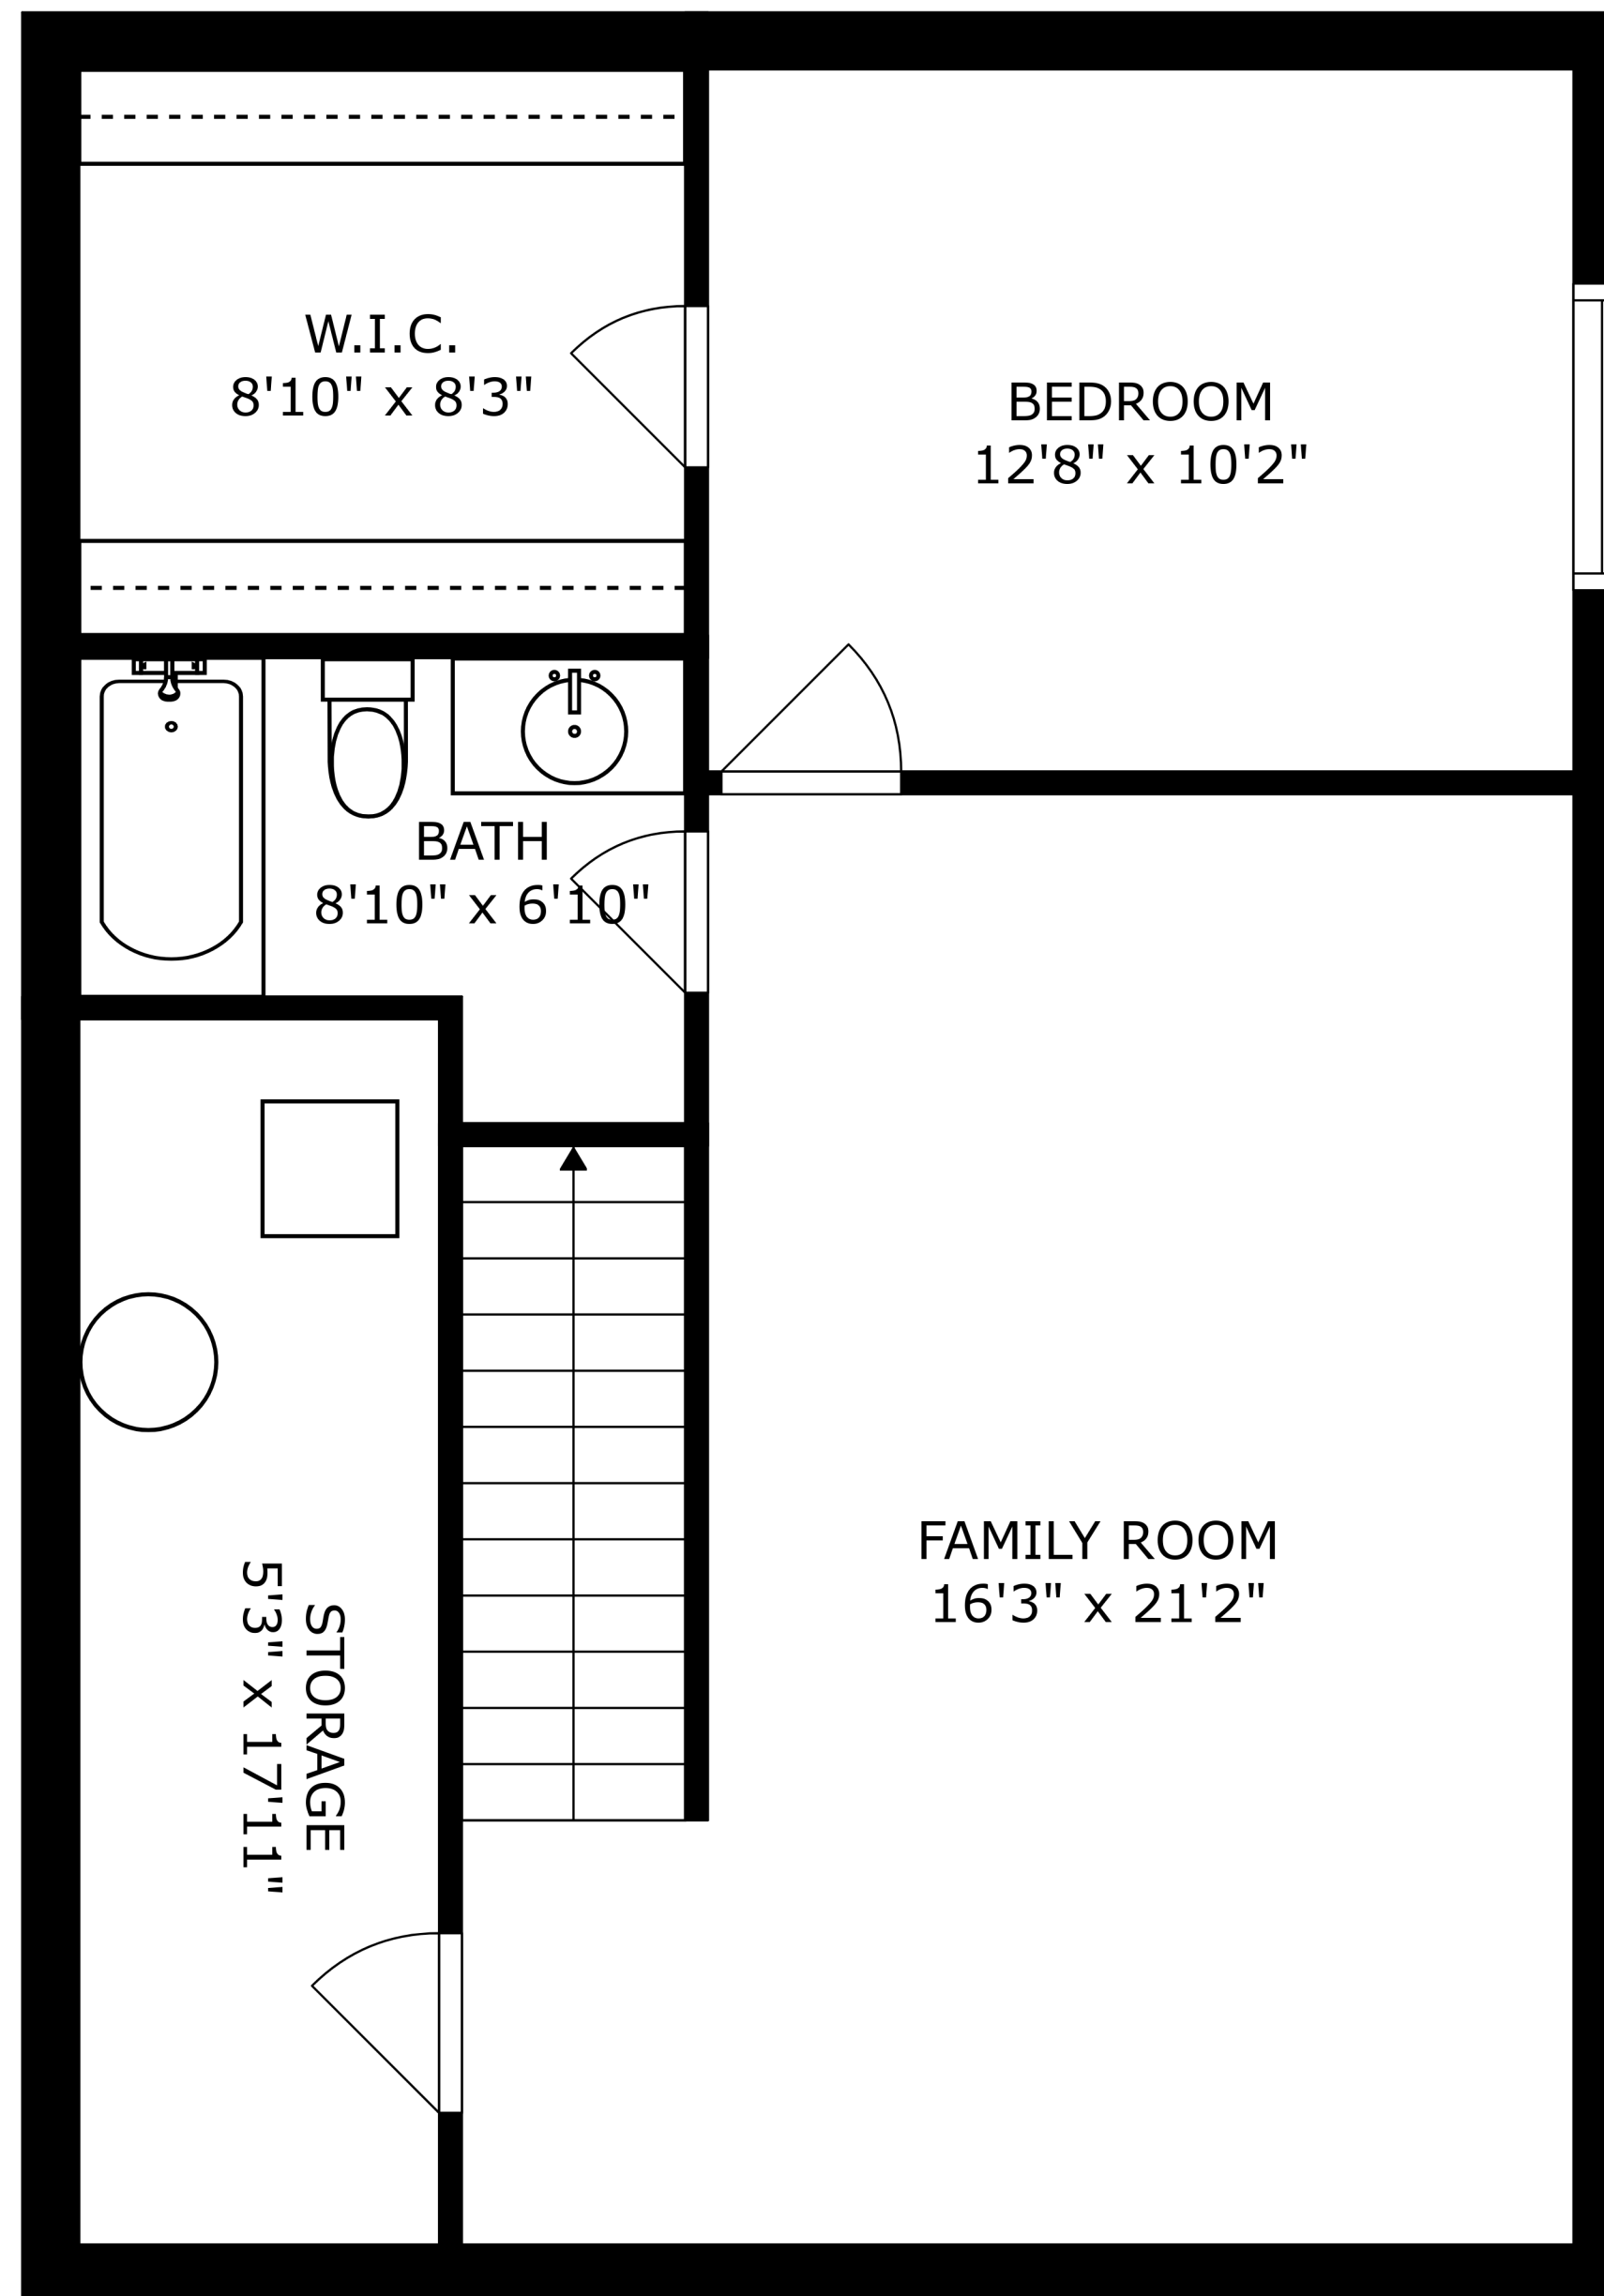 W.I.C.
8'10" x 8'3"
BEDROOM
12'8" x 10'2"
BATH
8'10" x 6'10"
FAMILY ROOM
16'3" x 21'2"
STORAGE
5'3" x 17'11"